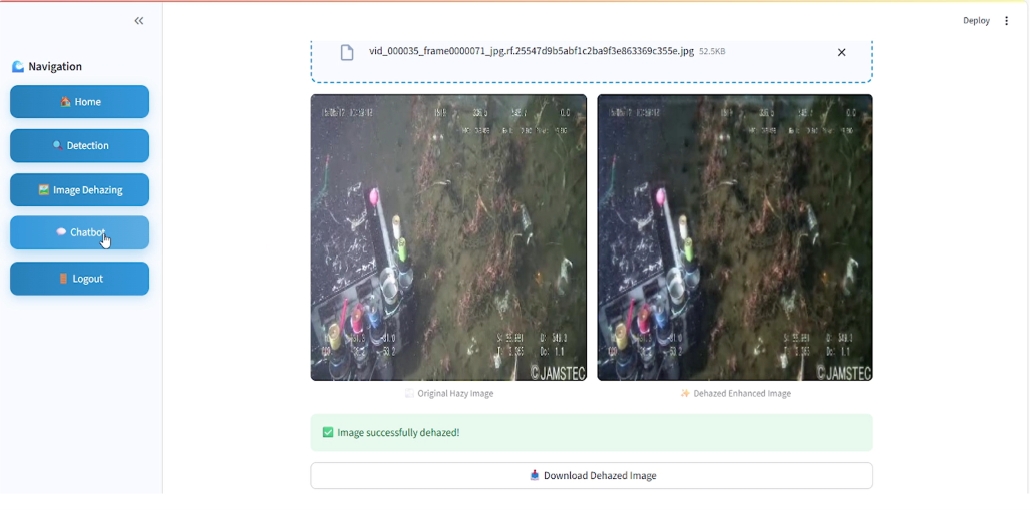 Deploy
Navigation
Home
Detection
Image Dehazing
Chatbot
Logout
vid_000035_frame0000071_jpg.rf.25547d9b5abf1c2ba9f3e863369c355e.jpg 52.5KB
©JAMSTEC
©JAMSTEC
Original Hazy Image
Dehazed Enhanced Image
Image successfully dehazed!
Download Dehazed Image